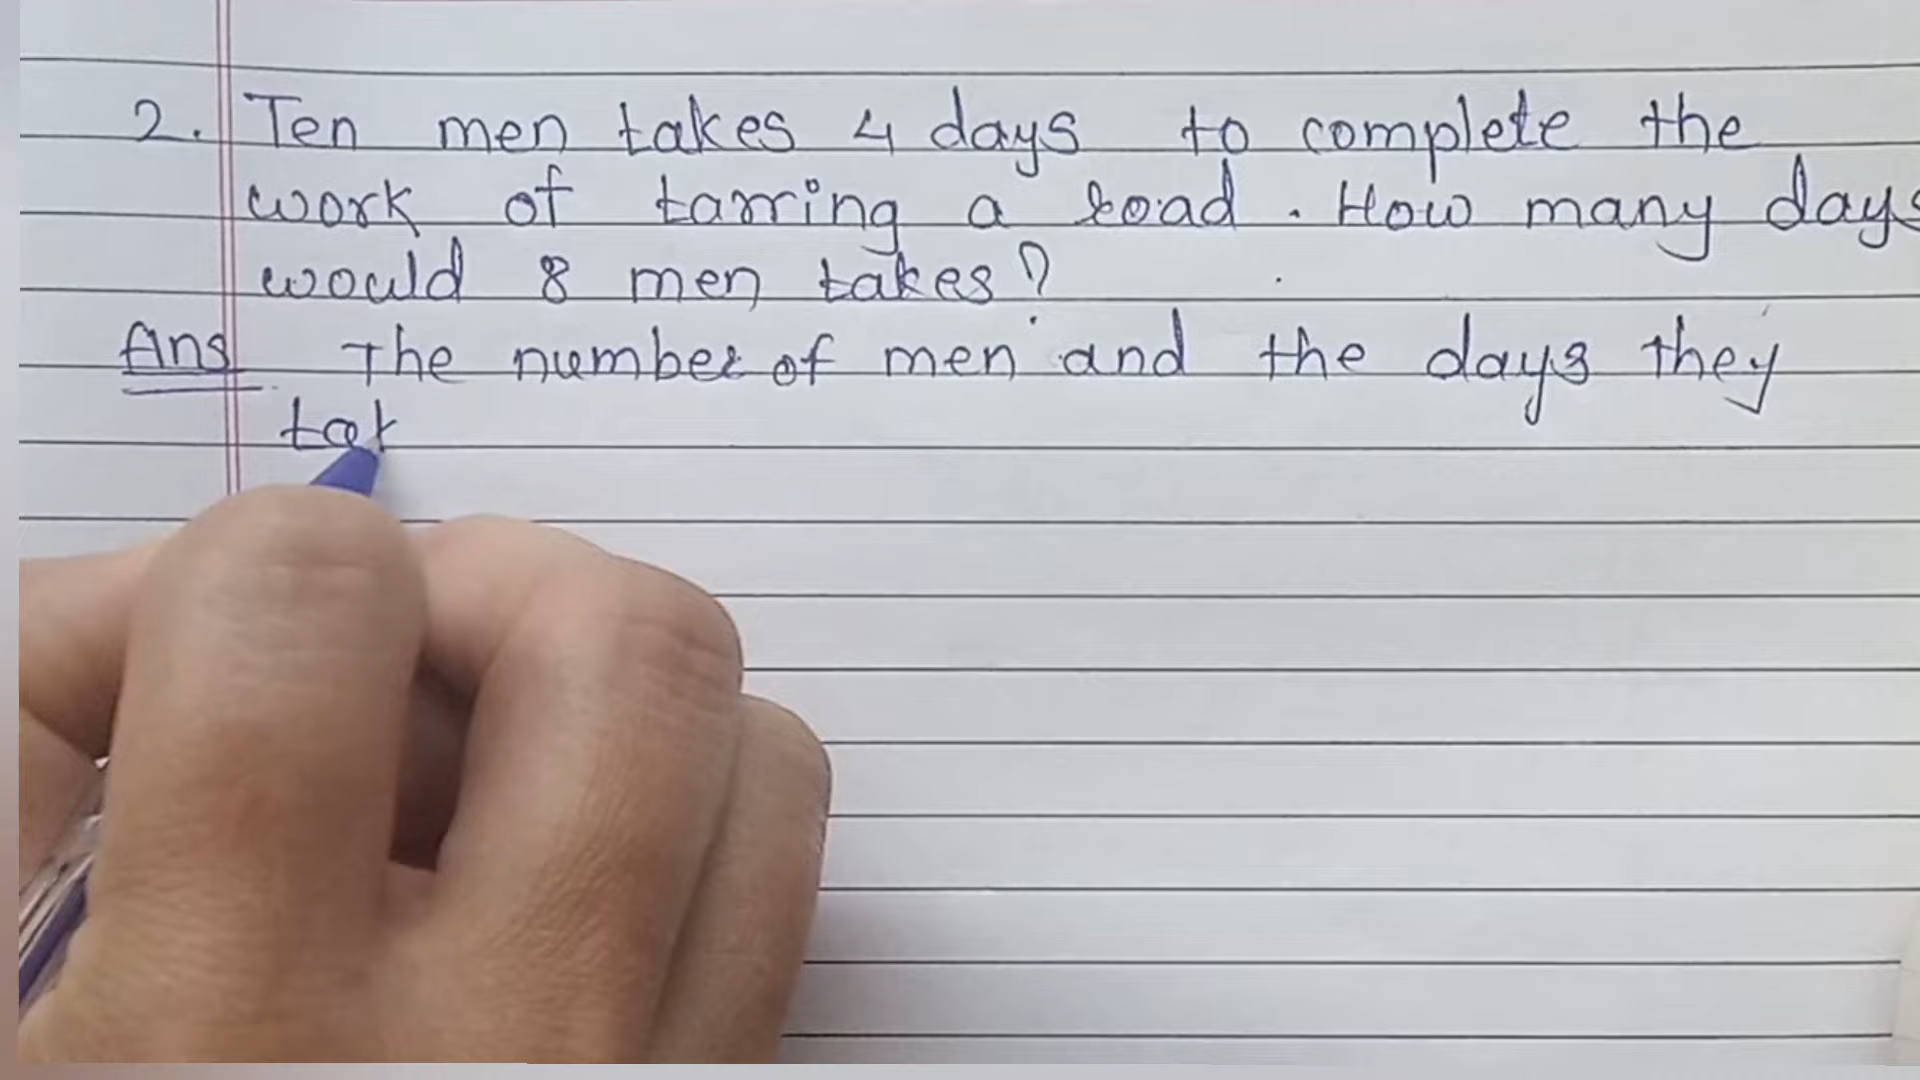 2. Ten men takes 4 days to complete the
work of tarring a road. How many days
would 8 men takes?
Ans The number of men and the days they
tak